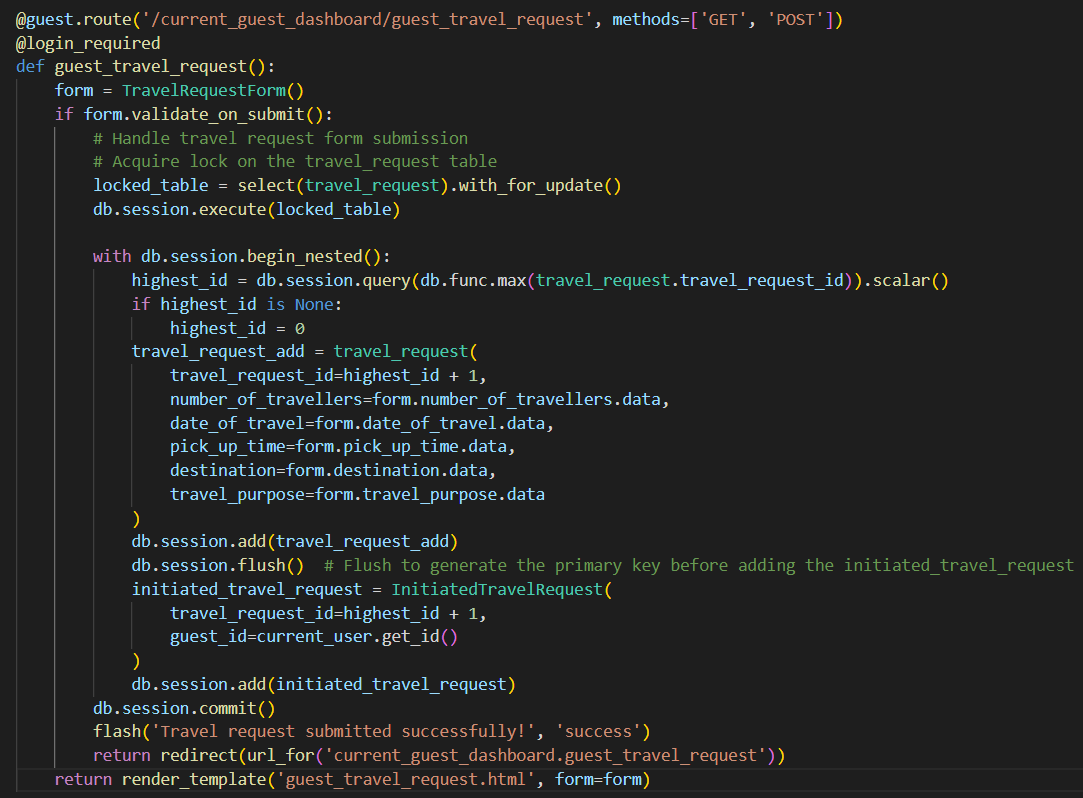 @guest.route('/current_guest_dashboard/guest_travel_request', methods=['GET', 'POST'])
@login_required
def guest_travel_request():
    form = TravelRequestForm()
    if form.validate_on_submit():
        # Handle travel request form submission
        # Acquire lock on the travel_request table
        locked_table = select(travel_request).with_for_update()
        db.session.execute(locked_table)

        with db.session.begin_nested():
            highest_id = db.session.query(db.func.max(travel_request.travel_request_id)).scalar()
            if highest_id is None:
                highest_id = 0
            travel_request_add = travel_request(
                travel_request_id=highest_id + 1,
                number_of_travellers=form.number_of_travellers.data,
                date_of_travel=form.date_of_travel.data,
                pick_up_time=form.pick_up_time.data,
                destination=form.destination.data,
                travel_purpose=form.travel_purpose.data
            )
            db.session.add(travel_request_add)
            db.session.flush()  # Flush to generate the primary key before adding the initiated_travel_request
            initiated_travel_request = InitiatedTravelRequest(
                travel_request_id=highest_id + 1,
                guest_id=current_user.get_id()
            )
            db.session.add(initiated_travel_request)
        db.session.commit()
        flash('Travel request submitted successfully!', 'success')
        return redirect(url_for('current_guest_dashboard.guest_travel_request'))
    return render_template('guest_travel_request.html', form=form)